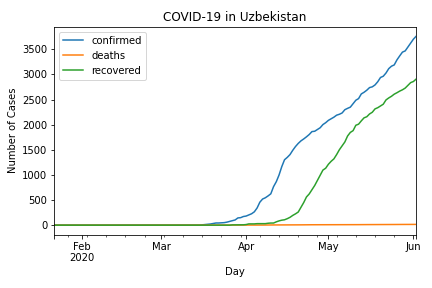 COVID-19 in Uzbekistan
confirmed
deaths
recovered
Number of Cases
3500
3000
2500
2000
1500
1000
500
0
Feb
2020
Mar
Apr
May
Jun
Day